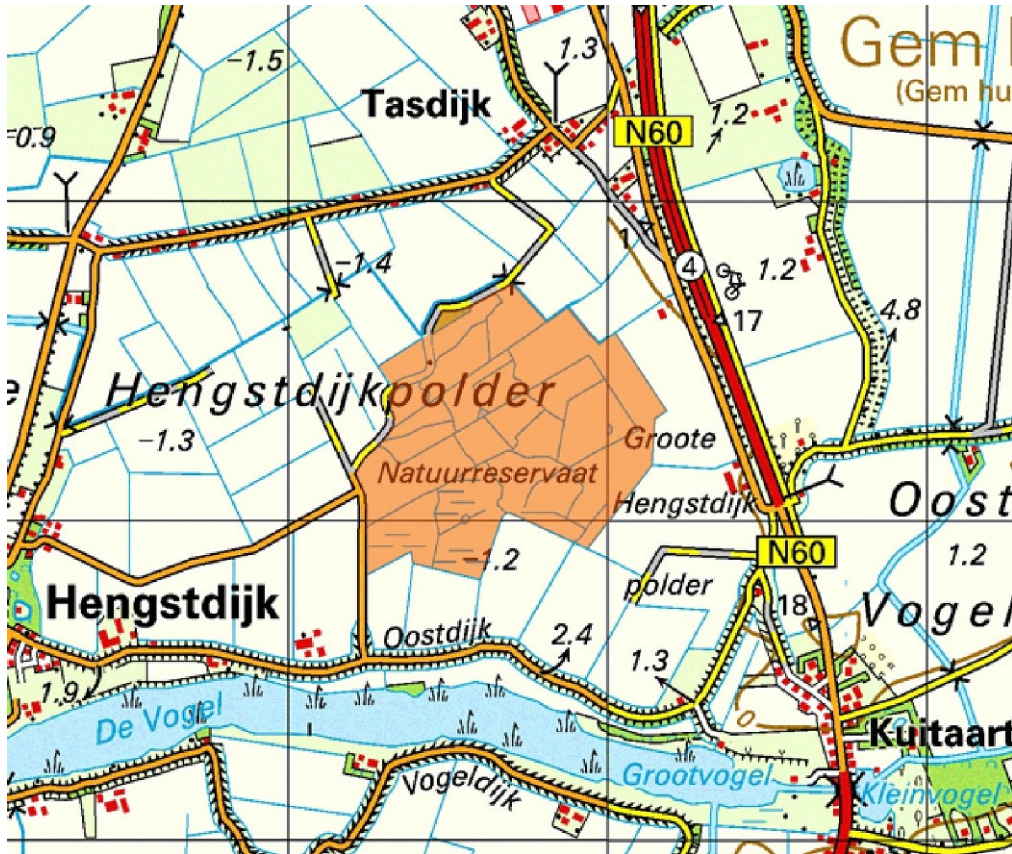 Gem
(Gem hu
1.3
-1.5
Tasdijk
N60
1.2
=0.9
1
-1.4
4
1.2
17
4.8
Hengstdijkpolder
e
-1.3
Groote
Natuurreservaat
Hengstdijk
Oost
N60
1.2
-1.2
polder
Hengstdijk
18
Vogel
Oostdijk
2.4
1.3
1.9
De Vogel
0
Kuitaart
Grootvogel
Vogeldijk
Kleinvogel